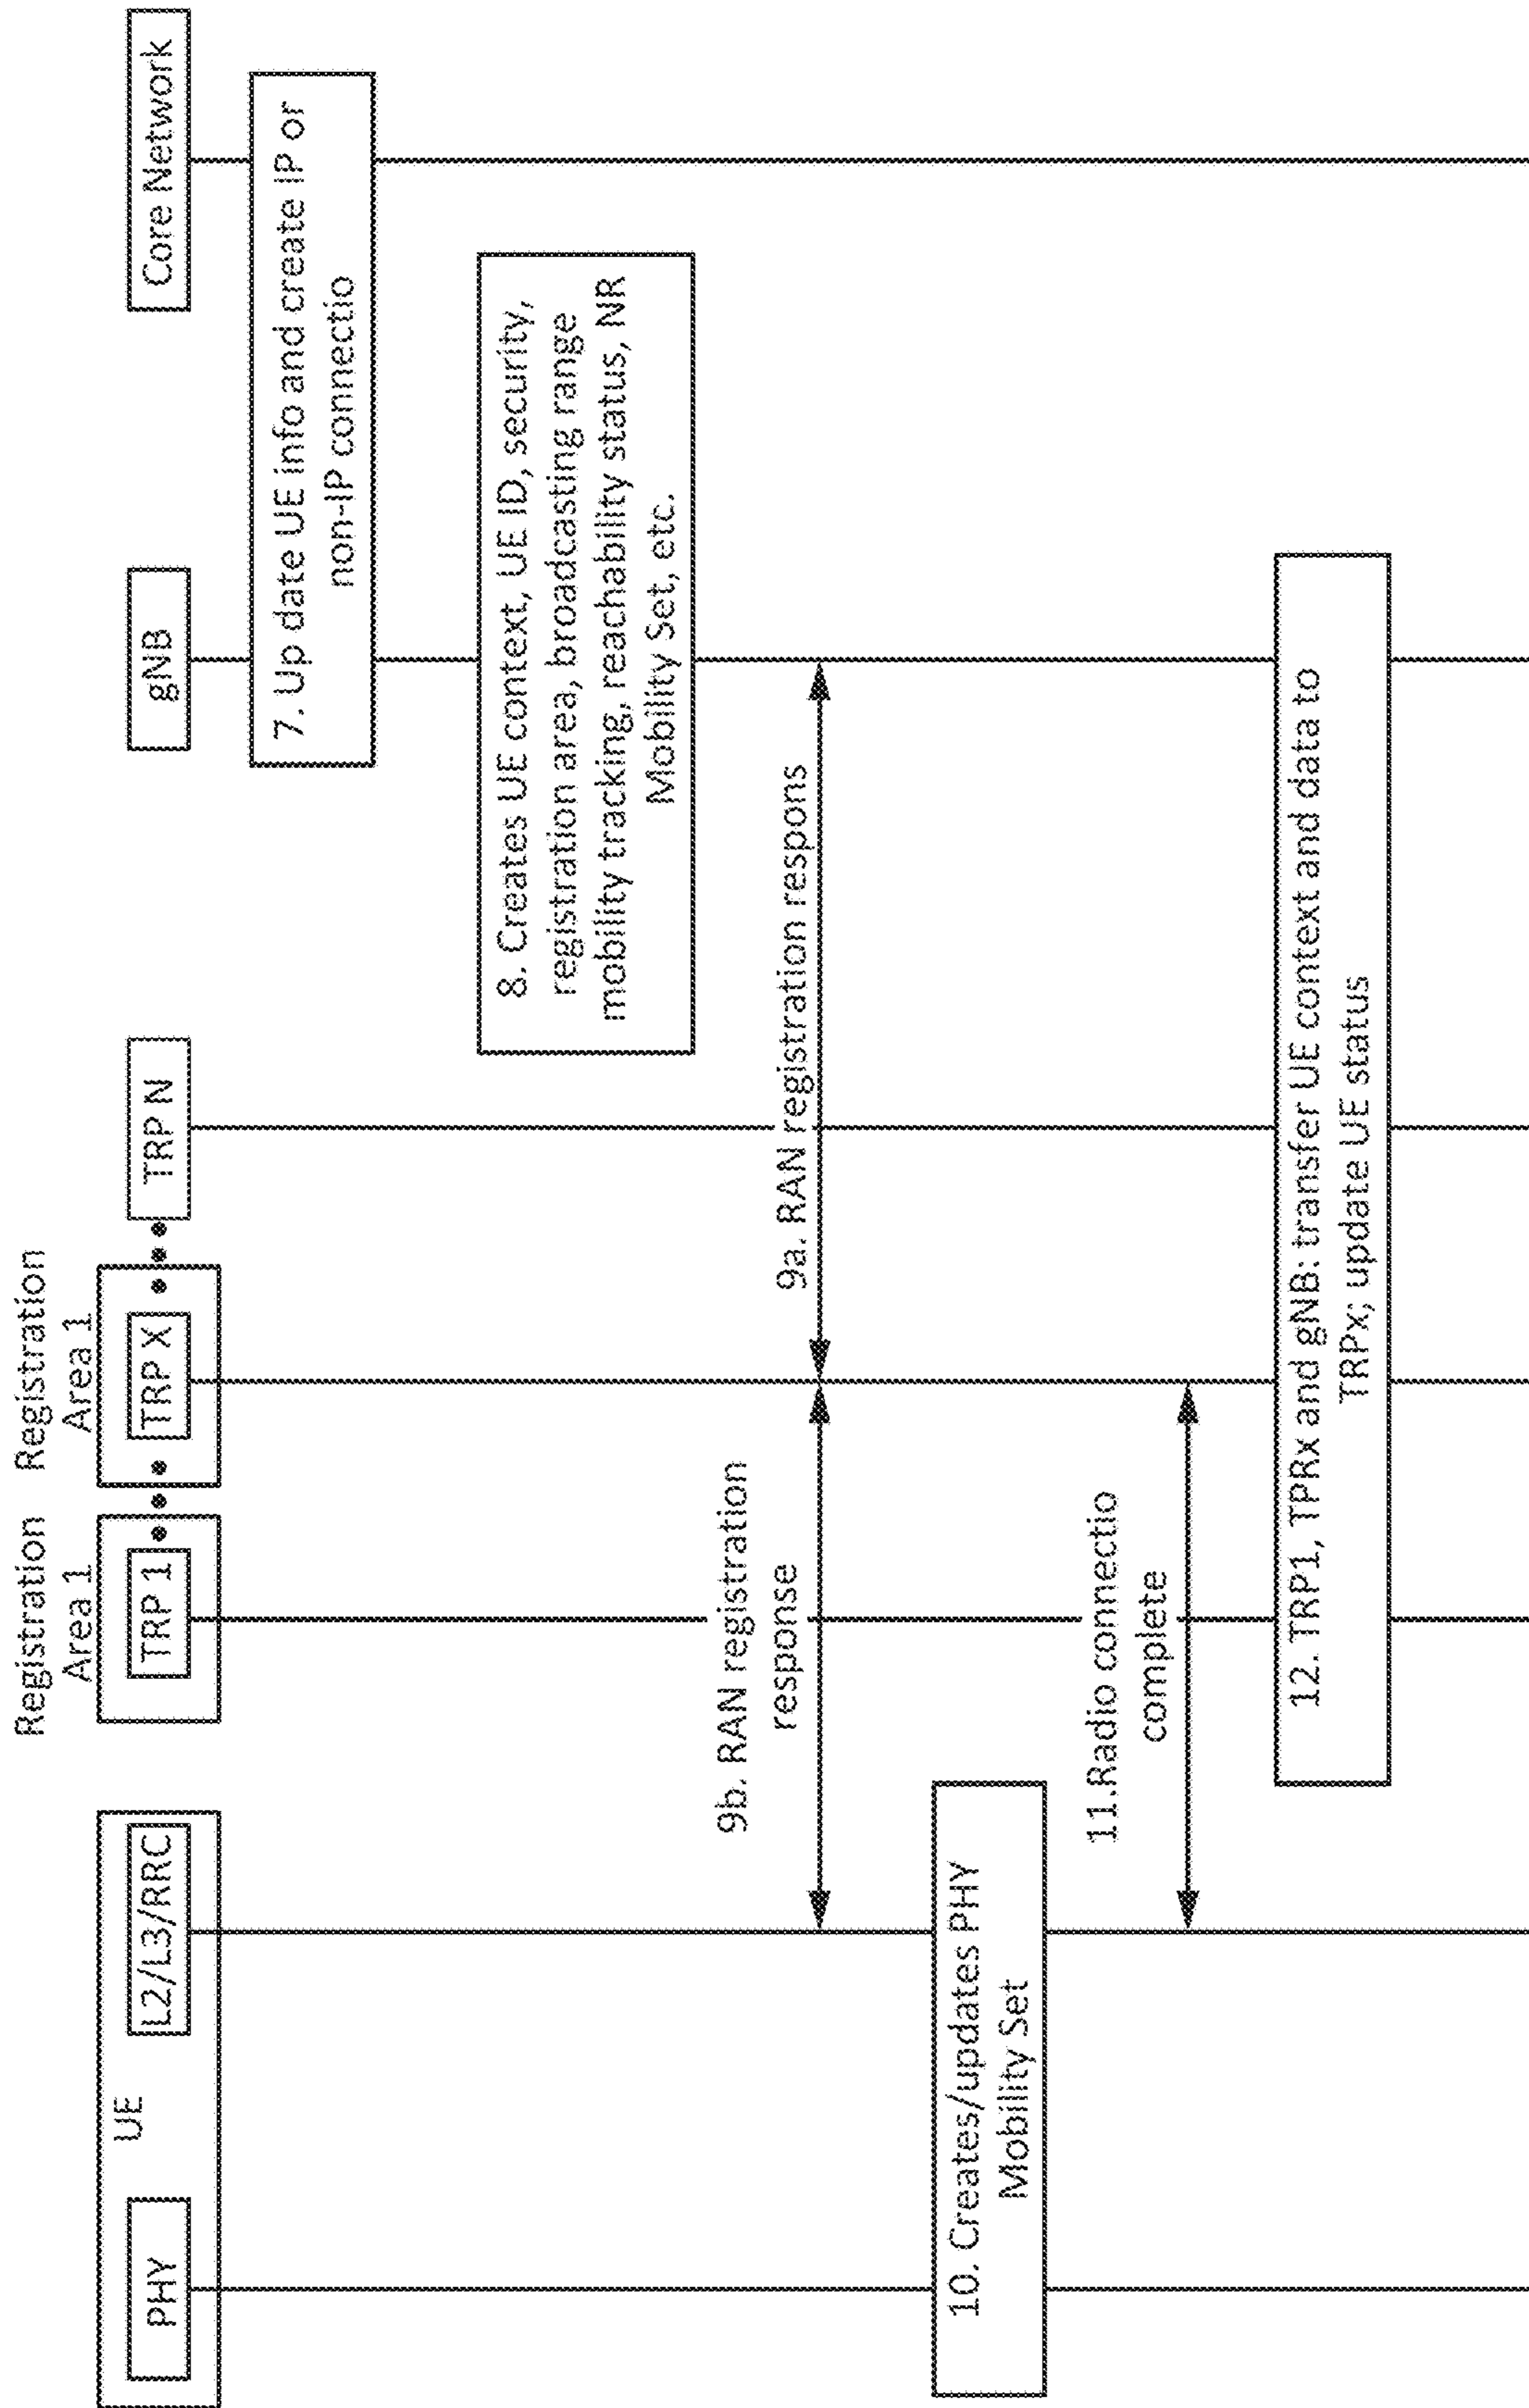 UE
PHY
L2/L3/RRC
Registration
Area 1
TRP 1
Registration
Area 1
TRP X
TRP N
gNB
Core Network
7. Up date UE info and create IP or
non-IP connectio
8. Creates UE context, UE ID, security,
registration area, broadcasting range
mobility tracking, reachability status, NR
Mobility Set, etc.
9b. RAN registration
response
9a. RAN registration respons
10. Creates/updates PHY
Mobility Set
11.Radio connectio
complete
12. TRP1, TPRx and gNB: transfer UE context and data to
TRPx; update UE status